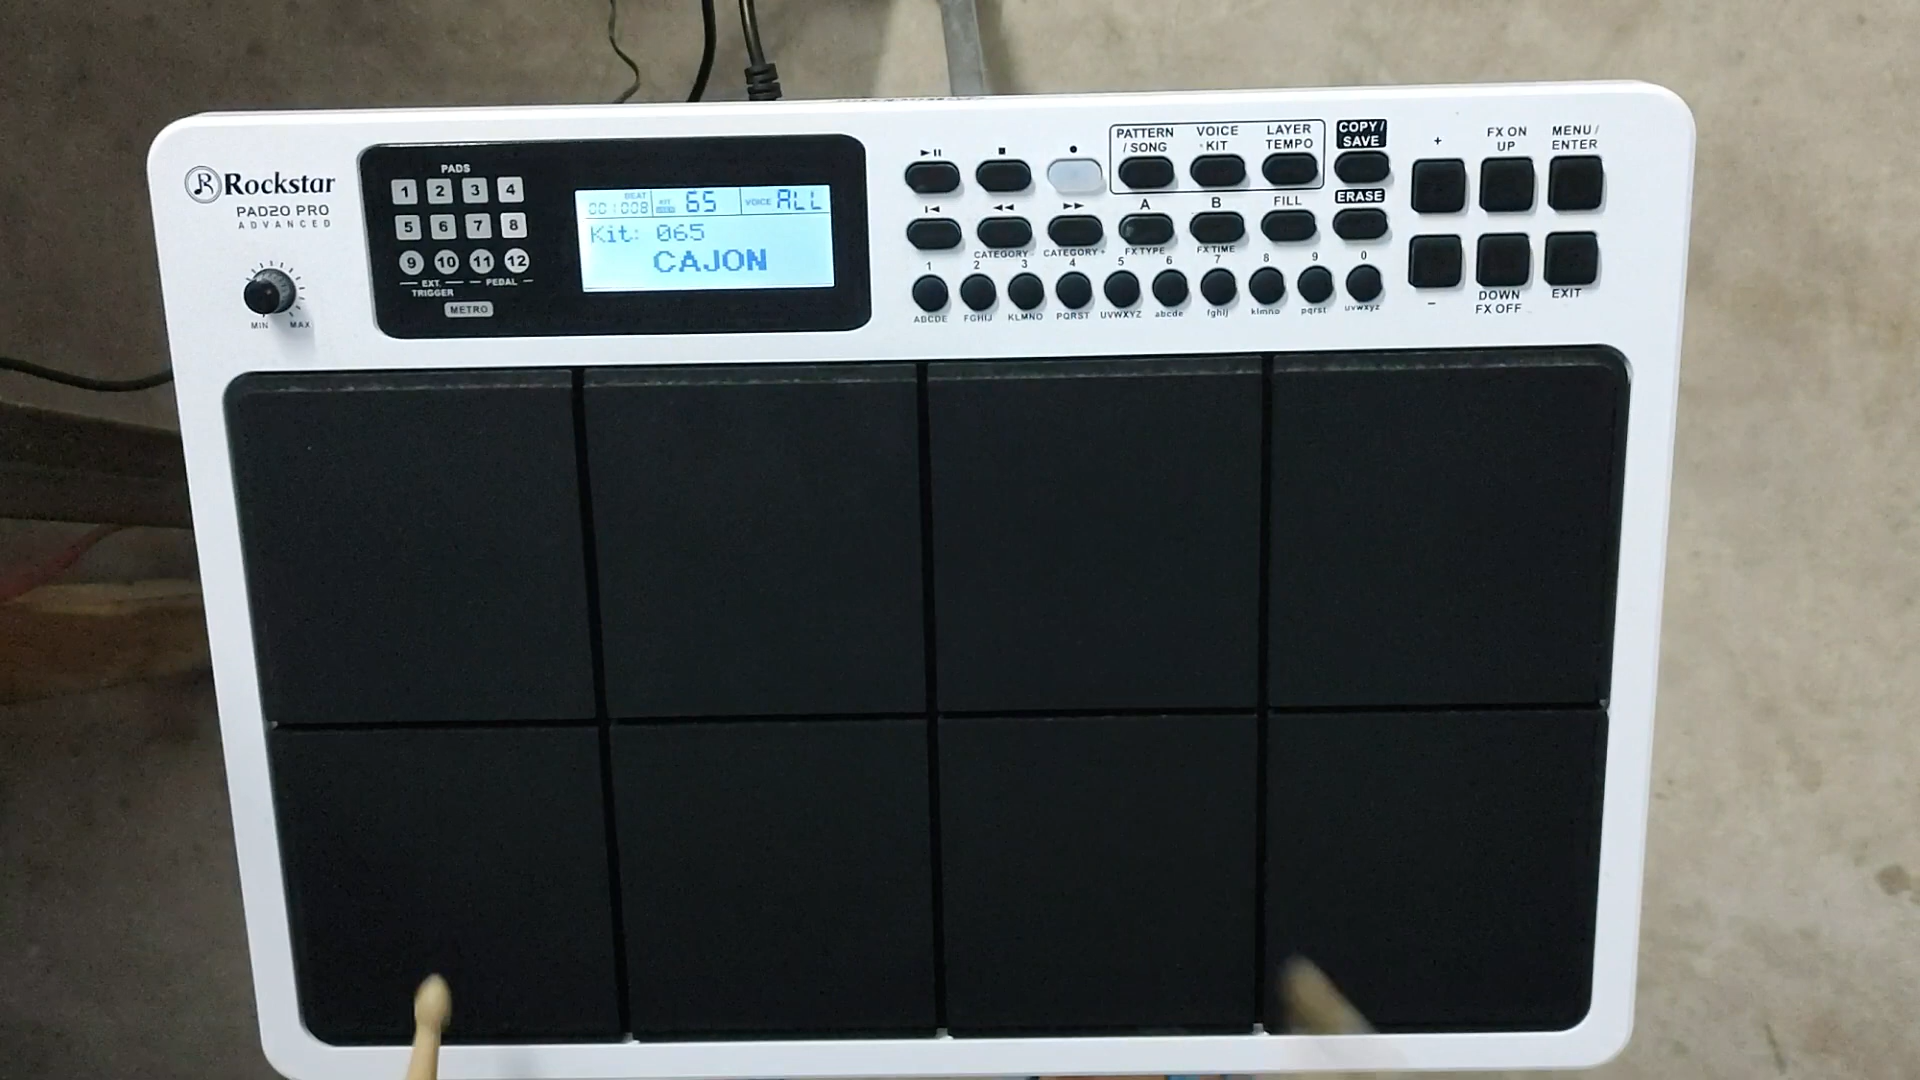 Rockstar
PAD20 PRO
ADVANCED
MIN MAX
PADS
1 2 3 4
5 6 7 8
9 10 11 12
EXT. TRIGGER
PEDAL
METRO
BEAT
001008
KIT
65
VOICE ALL
Kit: 065
CAJON
PATTERN / SONG
VOICE KIT
LAYER TEMPO
COPY / SAVE
A B FILL ERASE
CATEGORY - CATEGORY + FX TYPE FX TIME
1 2 3 4 5 6 7 8 9 0
ABCDE FGHIJ KLMNO PQRST UVWXYZ abcde fghij klmno pqrst uvwxyz
+
FX ON
UP
MENU / ENTER
–
DOWN
FX OFF
EXIT